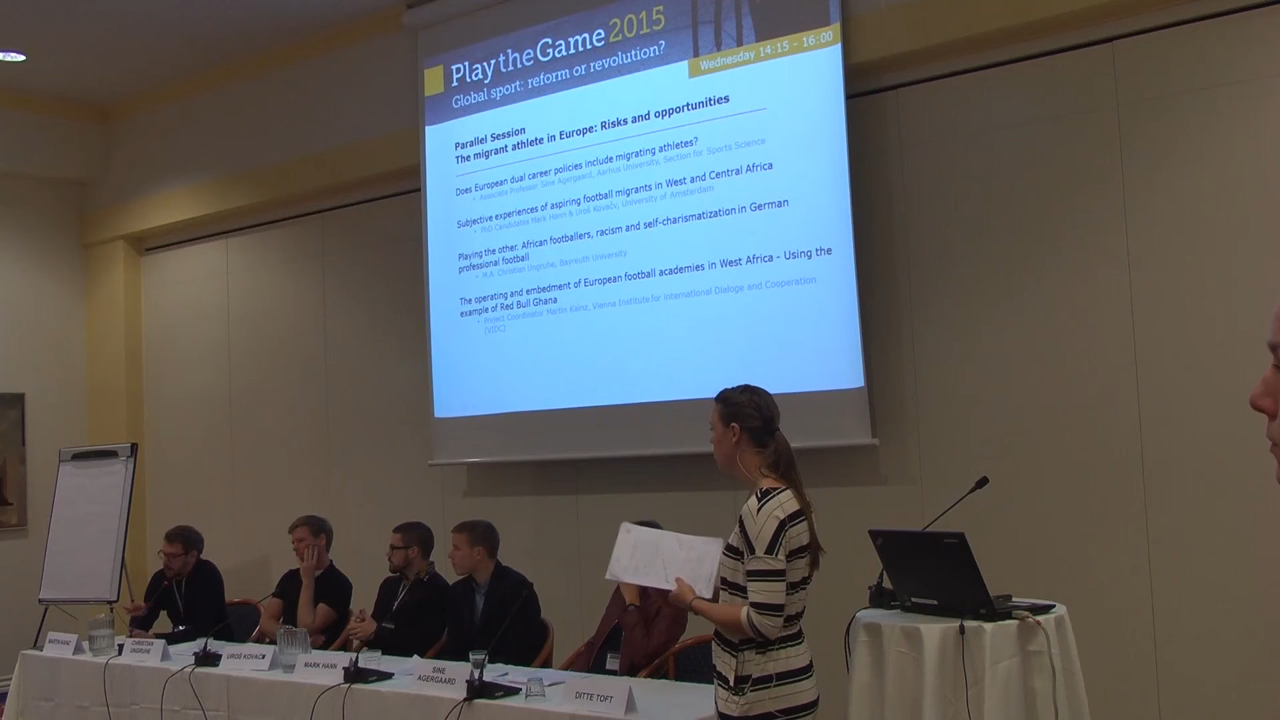 Play the Game 2015
Global sport: reform or revolution?
Wednesday 14:15 - 16:00
Parallel Session
The migrant athlete in Europe: Risks and opportunities
Does European dual career policies include migrating athletes?
• Associate Professor Sine Agergaard, Aarhus University, Section for Sports Science
Subjective experiences of aspiring football migrants in West and Central Africa
• PhD Candidates Mark Hann & Uroš Kovač, University of Amsterdam
Playing the other. African footballers, racism and self-charismatization in German
professional football
• M.A. Christian Ungruhe, Bayreuth University
The operating and embedment of European football academies in West Africa - Using the
example of Red Bull Ghana
• Project Coordinator Martin Kainz, Vienna Institute for International Dialoge and Cooperation
(VIDC)
MARTIN KAINZ
CHRISTIAN
UNGRUHE
UROŠ KOVAČ
MARK HANN
SINE
AGERGAARD
DITTE TOFT